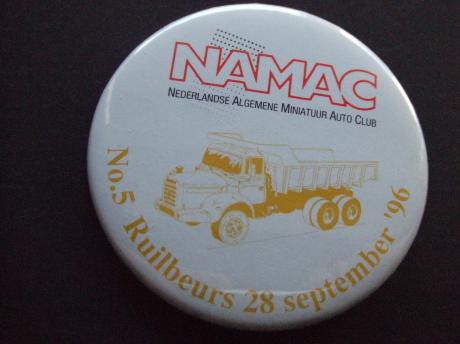 NAMAC
NEDERLANDSE ALGEMENE MINIATUUR AUTO CLUB
No.5 Ruilbeurs 28 september '96